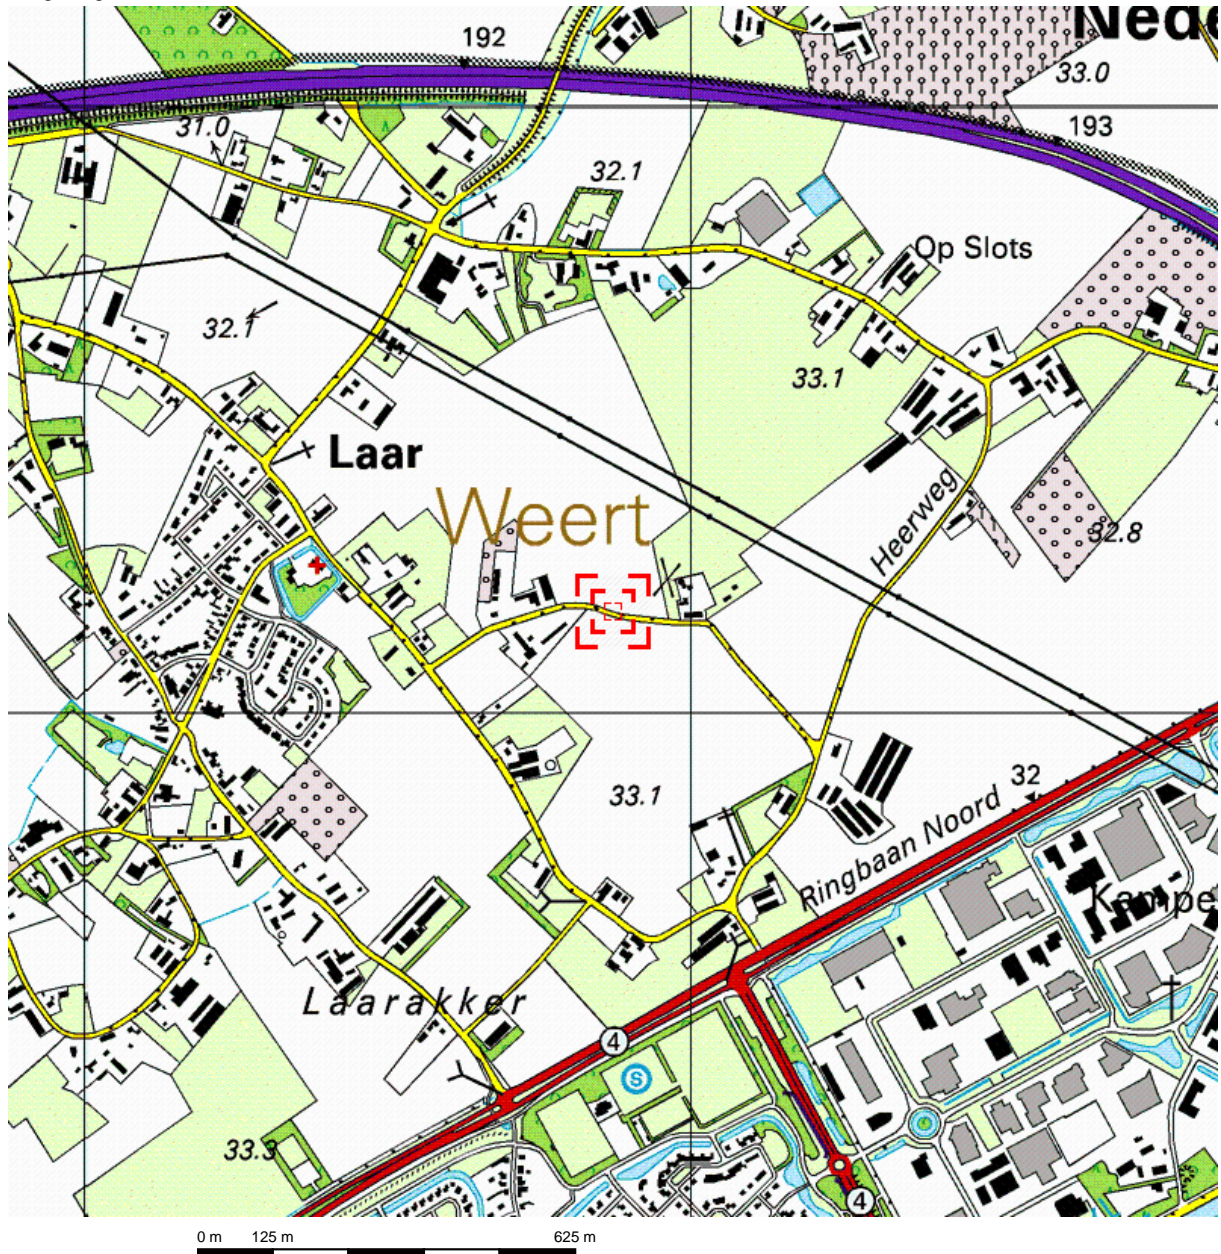 Nede
192
33.0
193
31.0
32.1
Op Slots
32.1
33.1
Laar
Weert
Heerweg
32.8
33.1
32
Ringbaan Noord
Kampe
Laarakker
4
S
33.3
4
0 m 125 m 625 m